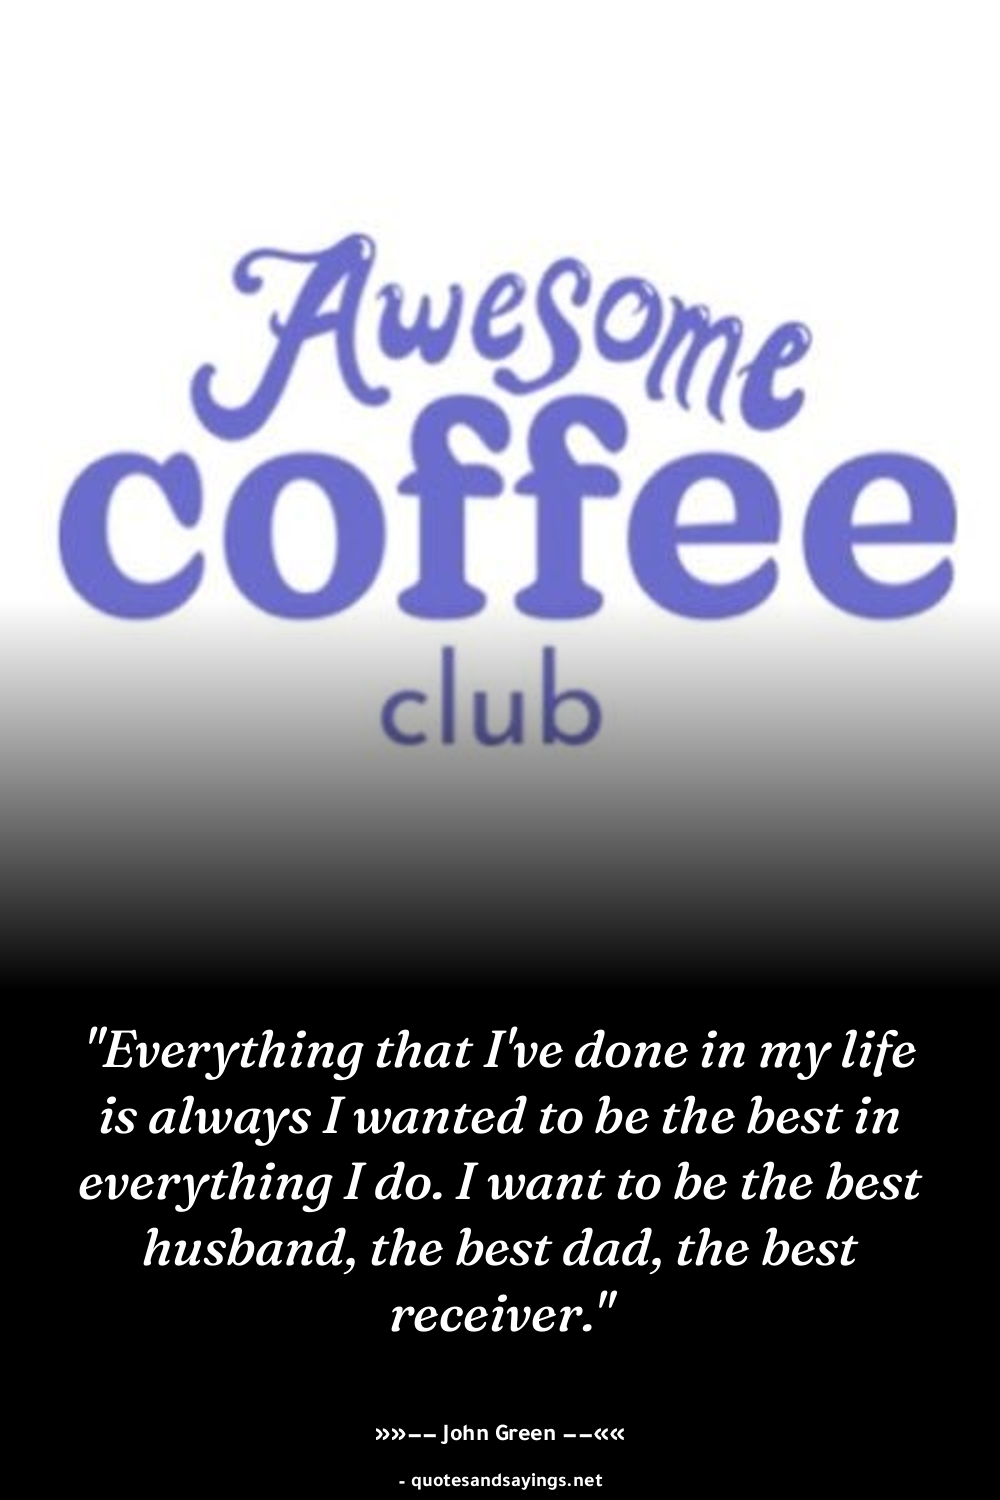 Awesome
coffee
club
"Everything that I've done in my life
is always I wanted to be the best in
everything I do. I want to be the best
husband, the best dad, the best
receiver."
»»–– John Green ––««
- quotesandsayings.net